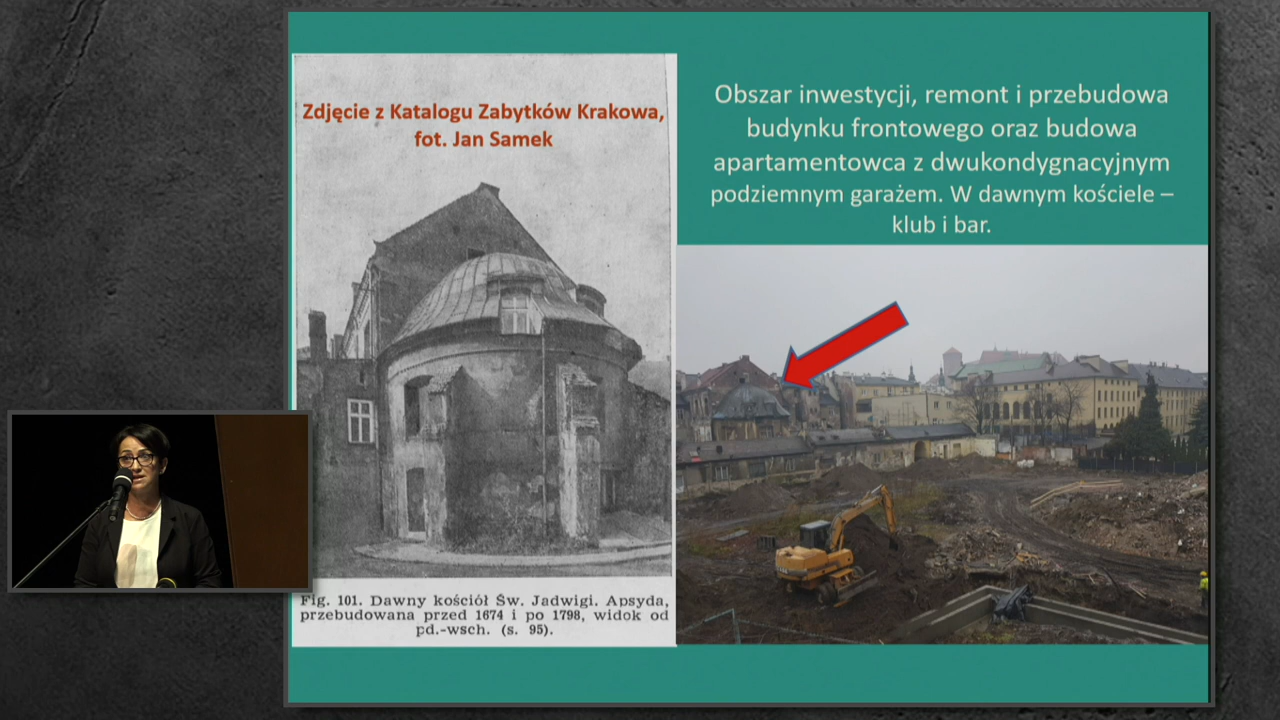 Zdjęcie z Katalogu Zabytków Krakowa,
fot. Jan Samek
Fig. 101. Dawny kościół Św. Jadwigi. Apsyda,
przebudowana przed 1674 i po 1798, widok od
pd.-wsch. (s. 95).
Obszar inwestycji, remont i przebudowa
budynku frontowego oraz budowa
apartamentowca z dwukondygnacyjnym
podziemnym garażem. W dawnym kościele –
klub i bar.